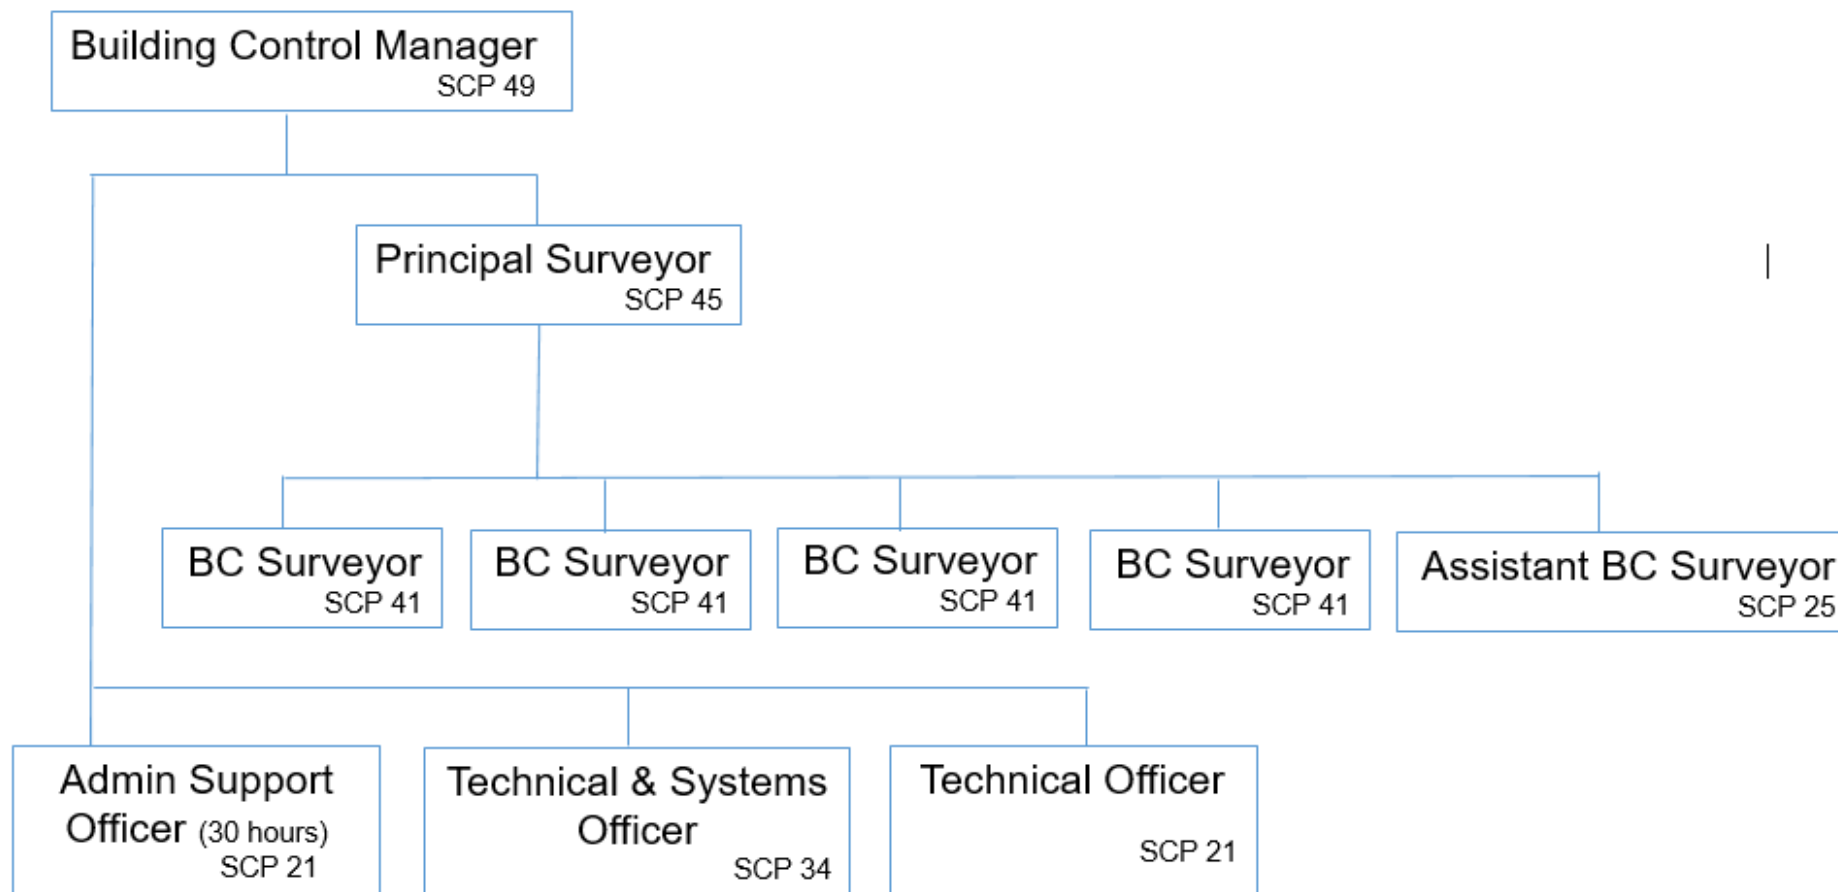 Building Control Manager
SCP 49
Principal Surveyor
SCP 45
BC Surveyor
SCP 41
BC Surveyor
SCP 41
BC Surveyor
SCP 41
BC Surveyor
SCP 41
Assistant BC Surveyor
SCP 25
Admin Support
Officer (30 hours)
SCP 21
Technical & Systems
Officer
SCP 34
Technical Officer
SCP 21